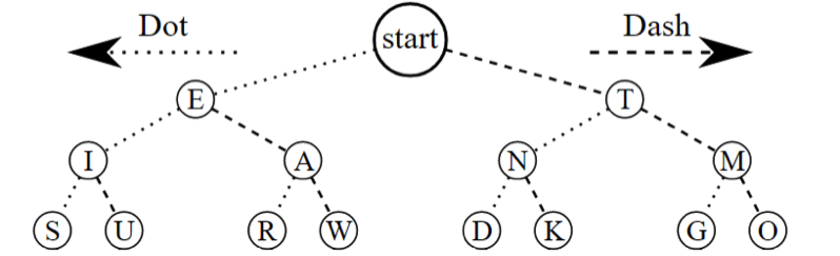 Dot start Dash
E T
I A N M
S U R W D K G O